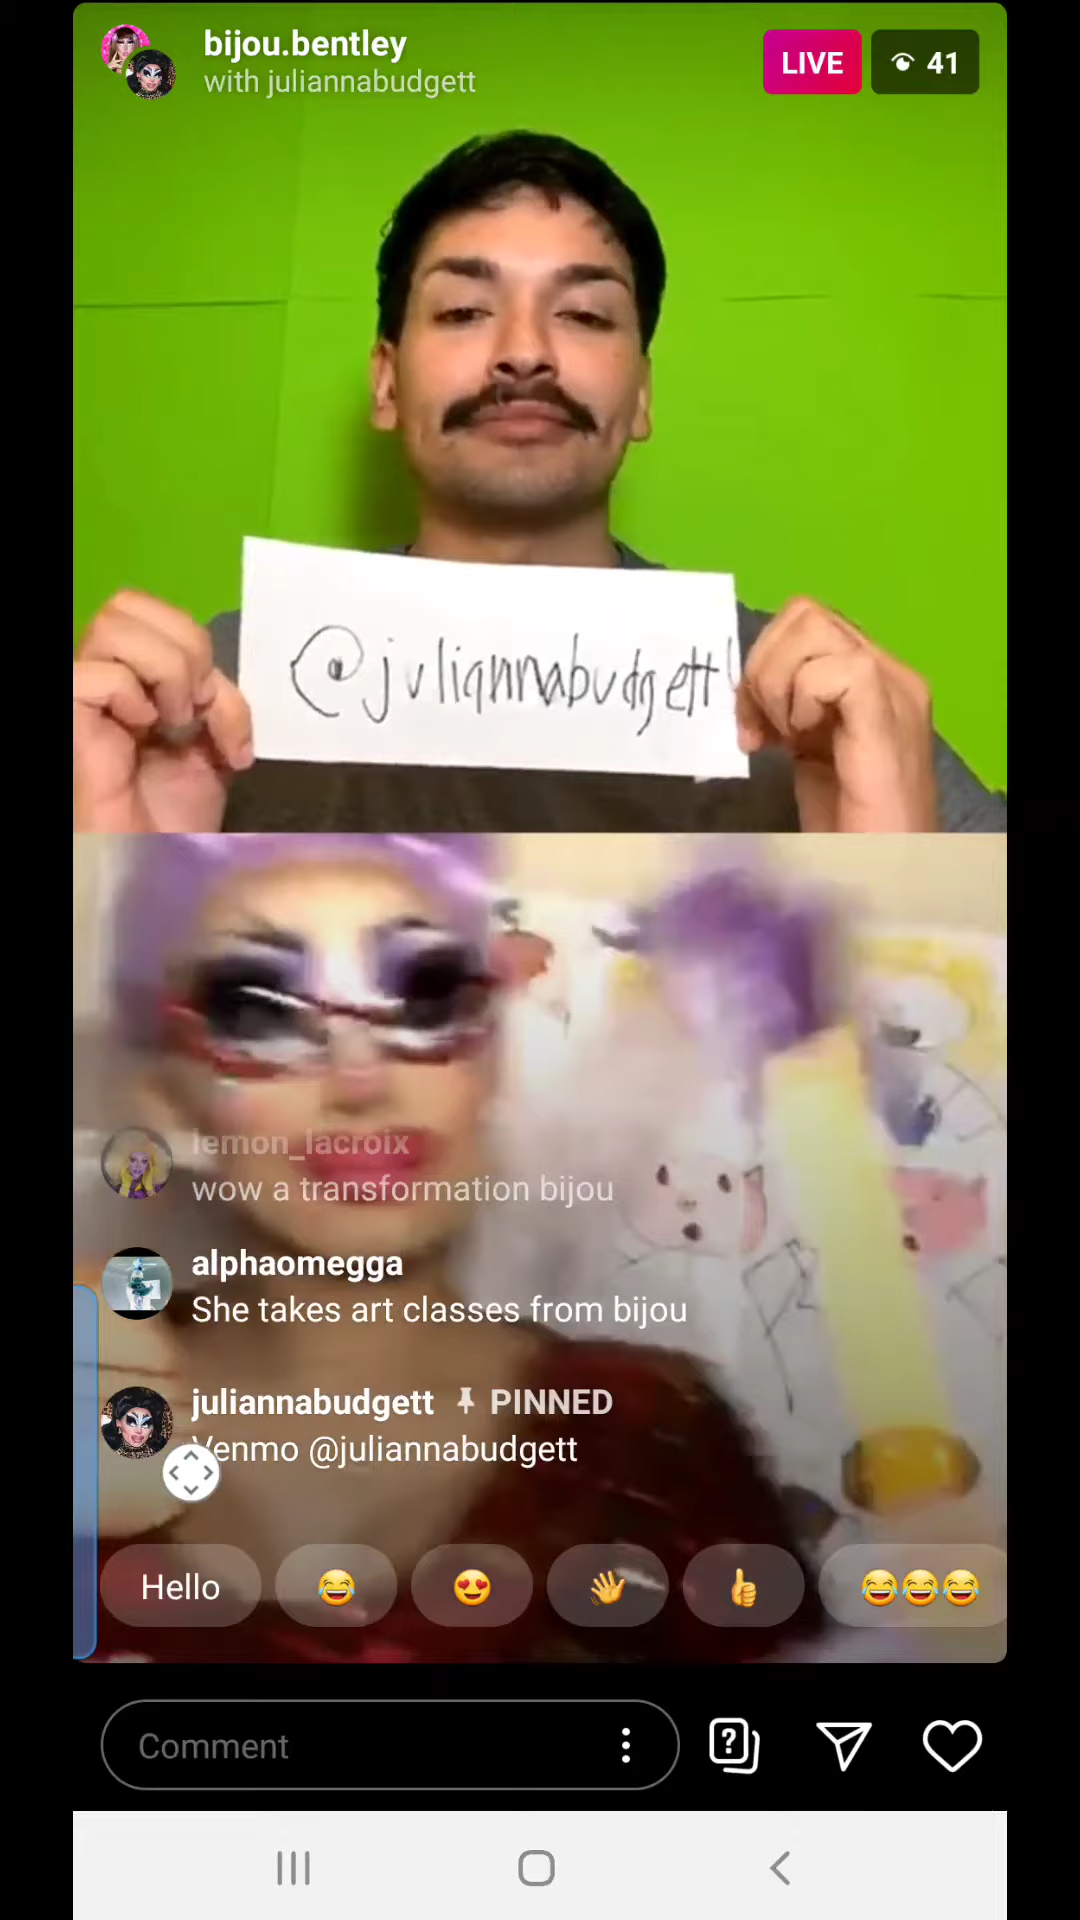 bijou.bentley
with juliannabudgett
LIVE
41
@juliannabudgett
lemon_lacroix
wow a transformation bijou
alphaomegga
She takes art classes from bijou
juliannabudgett PINNED
Venmo @juliannabudgett
Hello
Comment